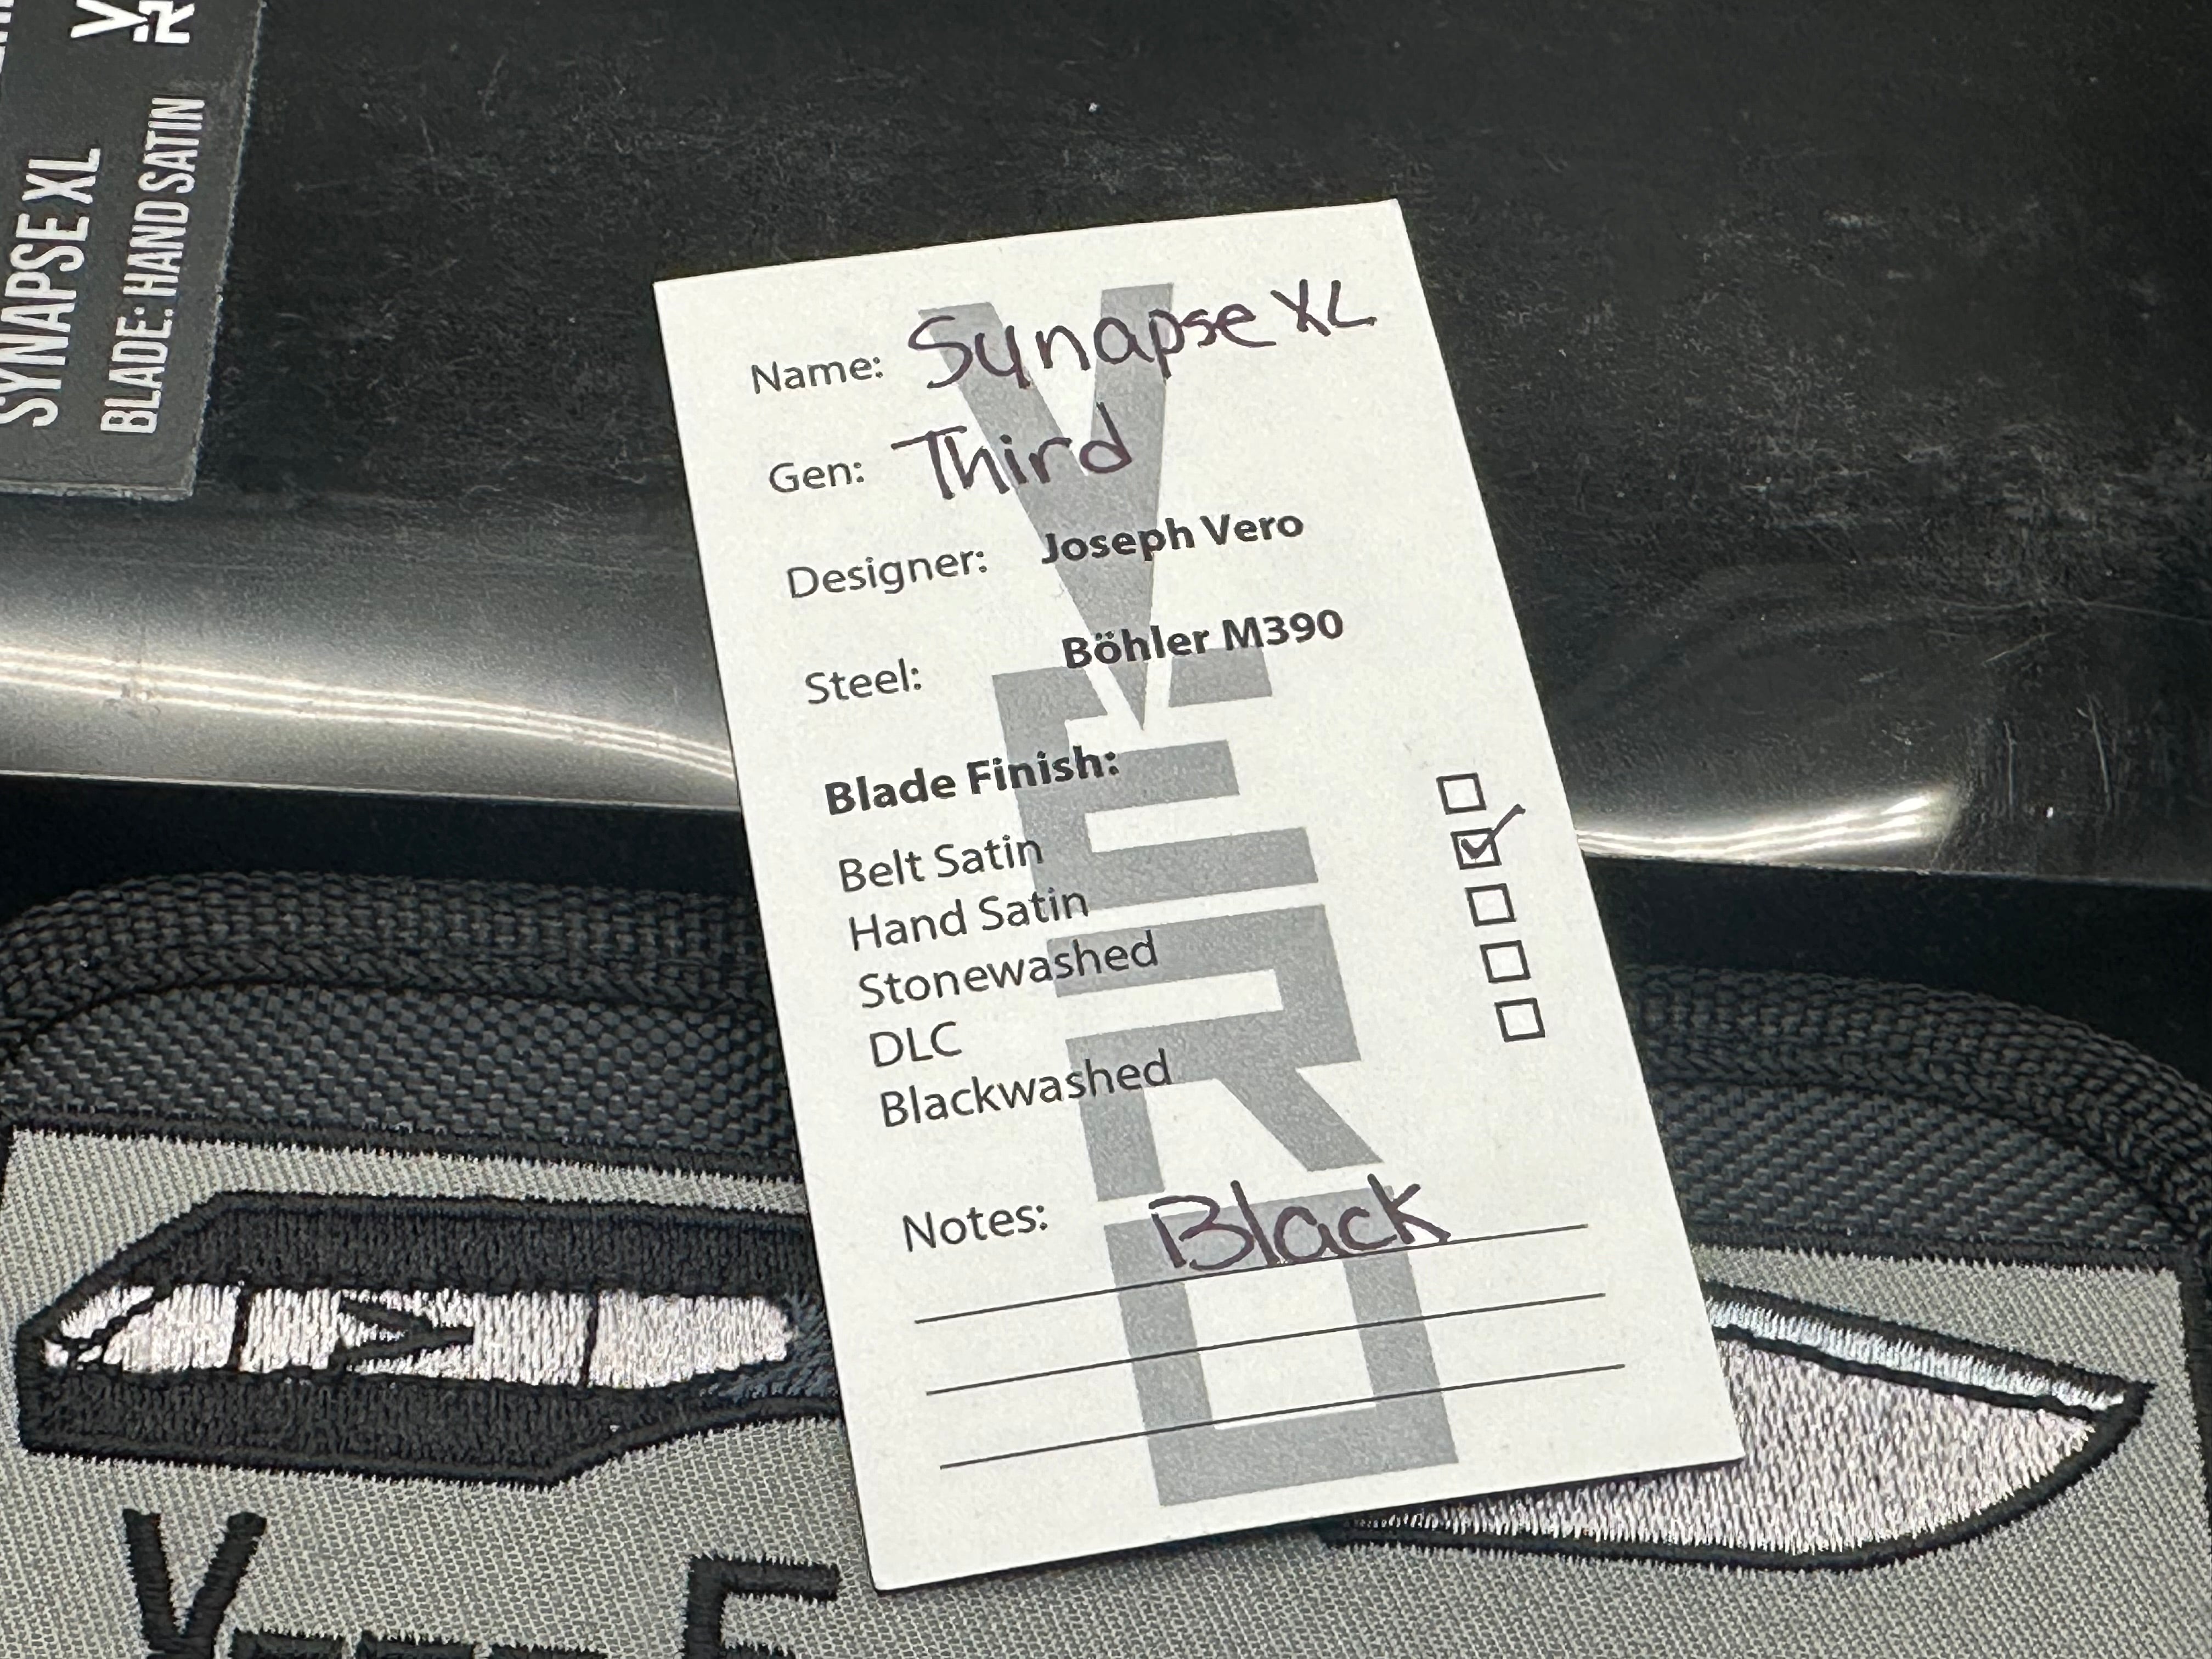 SYNAPSE XL
BLADE: HAND SATIN
Name: Synapse XL
Gen: Third
Designer: Joseph Vero
Steel: Böhler M390
Blade Finish:
Belt Satin ☐
Hand Satin ☑
Stonewashed ☐
DLC ☐
Blackwashed ☐
Notes: Black
VERO